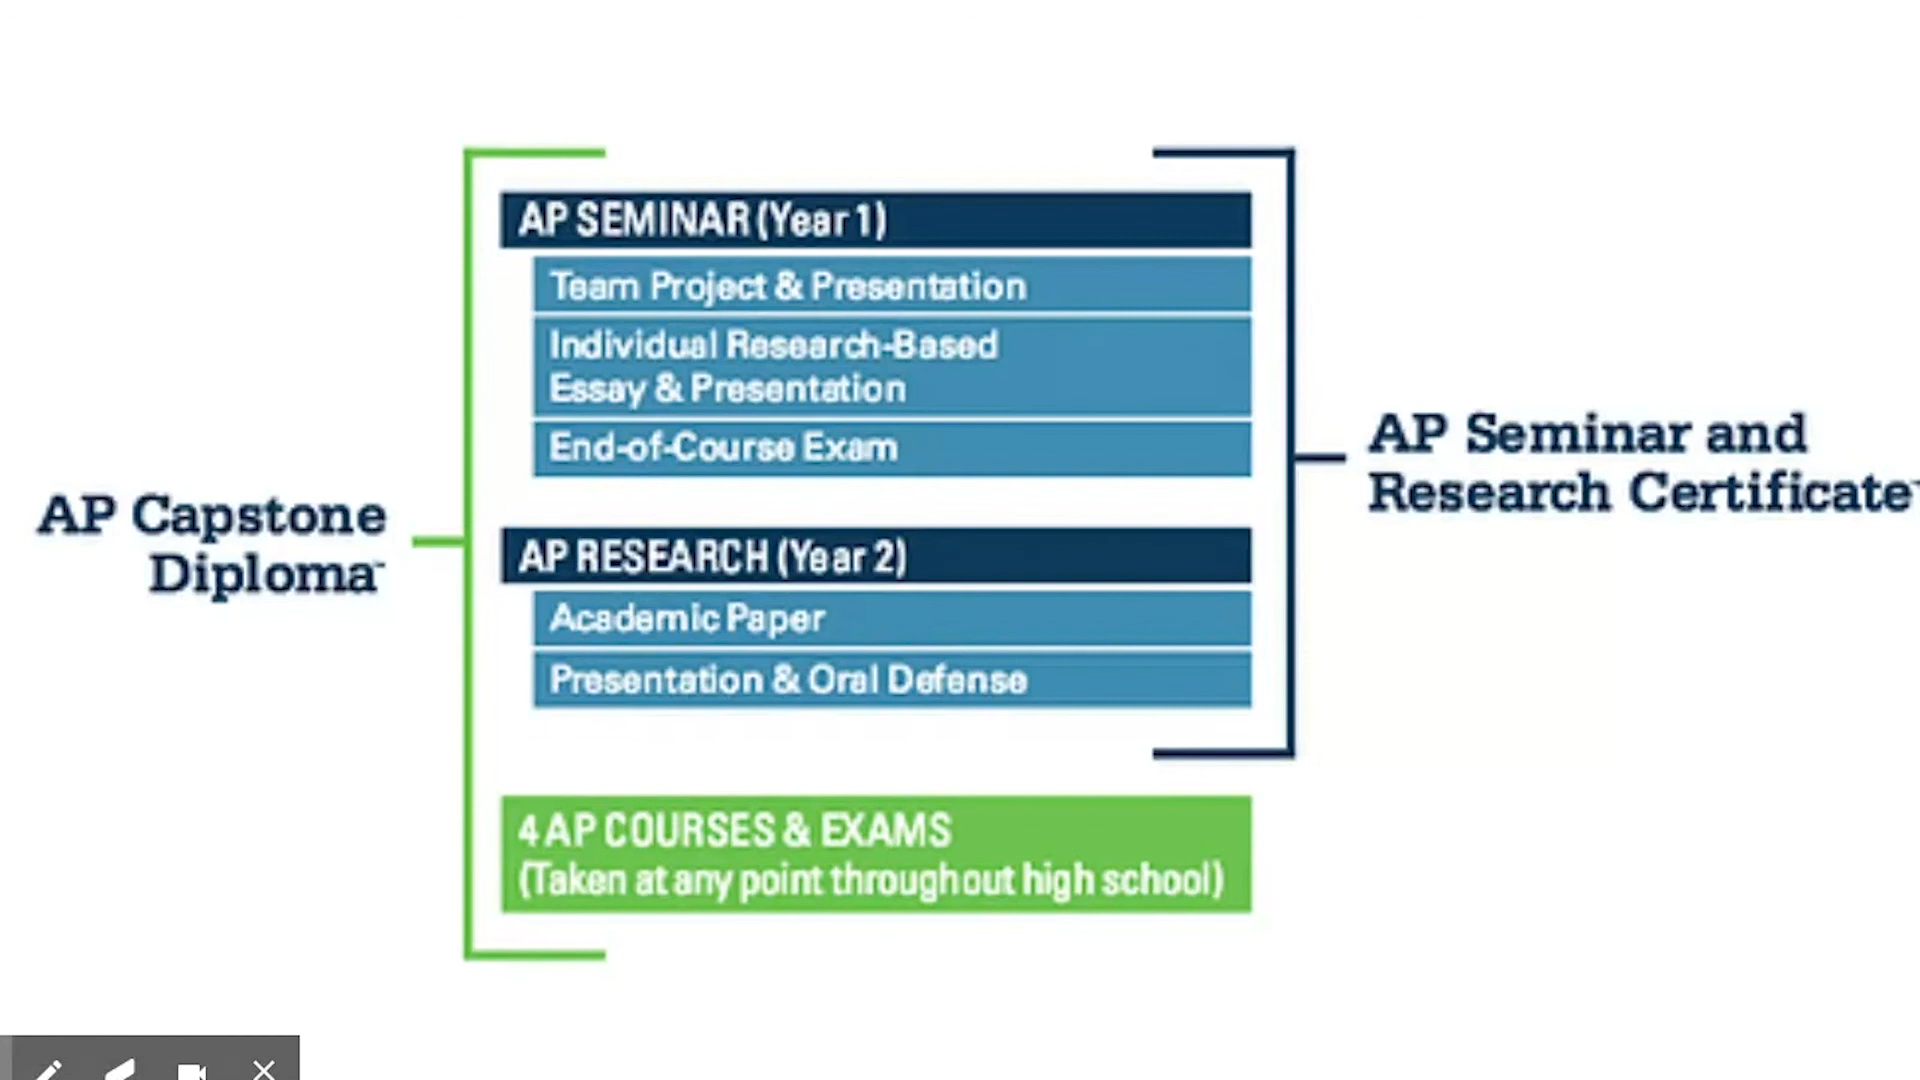 AP SEMINAR (Year 1)
Team Project & Presentation
Individual Research-Based
Essay & Presentation
End-of-Course Exam
AP Capstone
Diploma
AP Seminar and
Research Certificate
AP RESEARCH (Year 2)
Academic Paper
Presentation & Oral Defense
4 AP COURSES & EXAMS
(Taken at any point throughout high school)